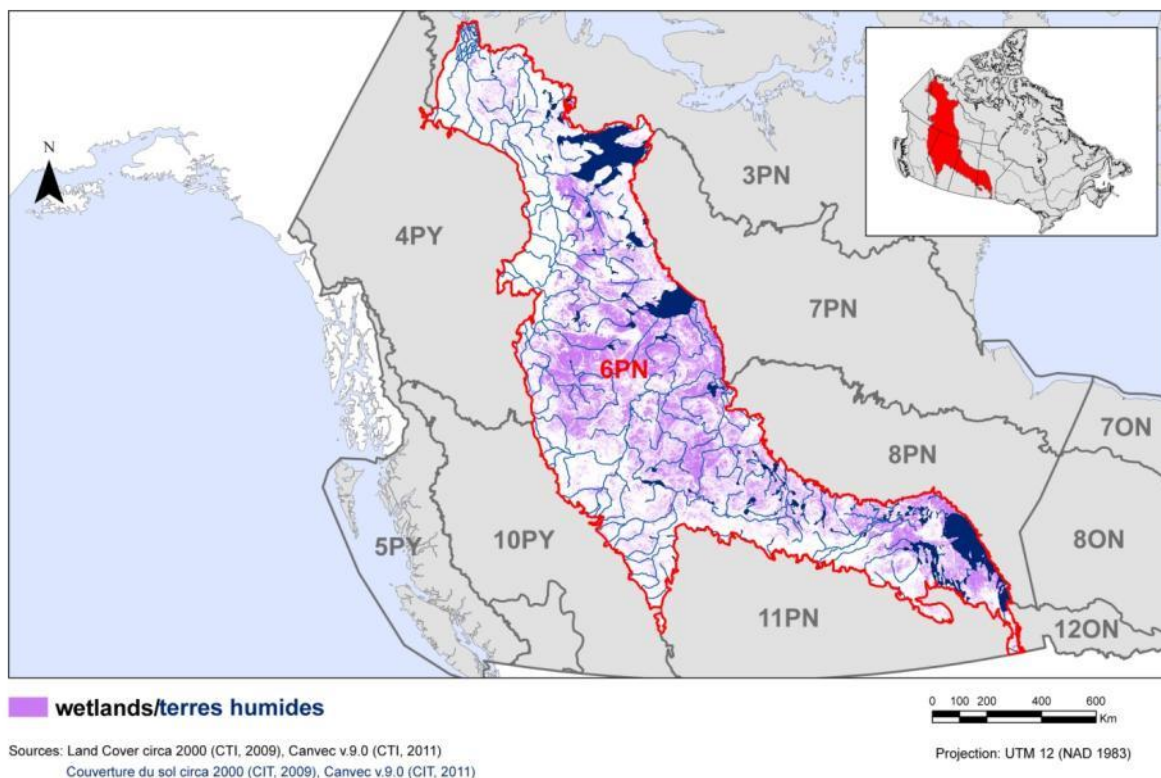 N
3PN
4PY
7PN
6PN
7ON
8PN
5PY
10PY
8ON
11PN
12ON
wetlands/terres humides
0 100 200 400 600
Km
Sources: Land Cover circa 2000 (CTI, 2009), Canvec v.9.0 (CTI, 2011)
Couverture du sol circa 2000 (CIT, 2009), Canvec v.9.0 (CIT, 2011)
Projection: UTM 12 (NAD 1983)